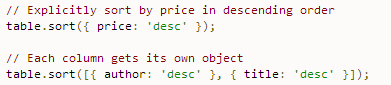 // Explicitly sort by price in descending order
table.sort({ price: 'desc' });
// Each column gets its own object
table.sort([{ author: 'desc' }, { title: 'desc' }]);